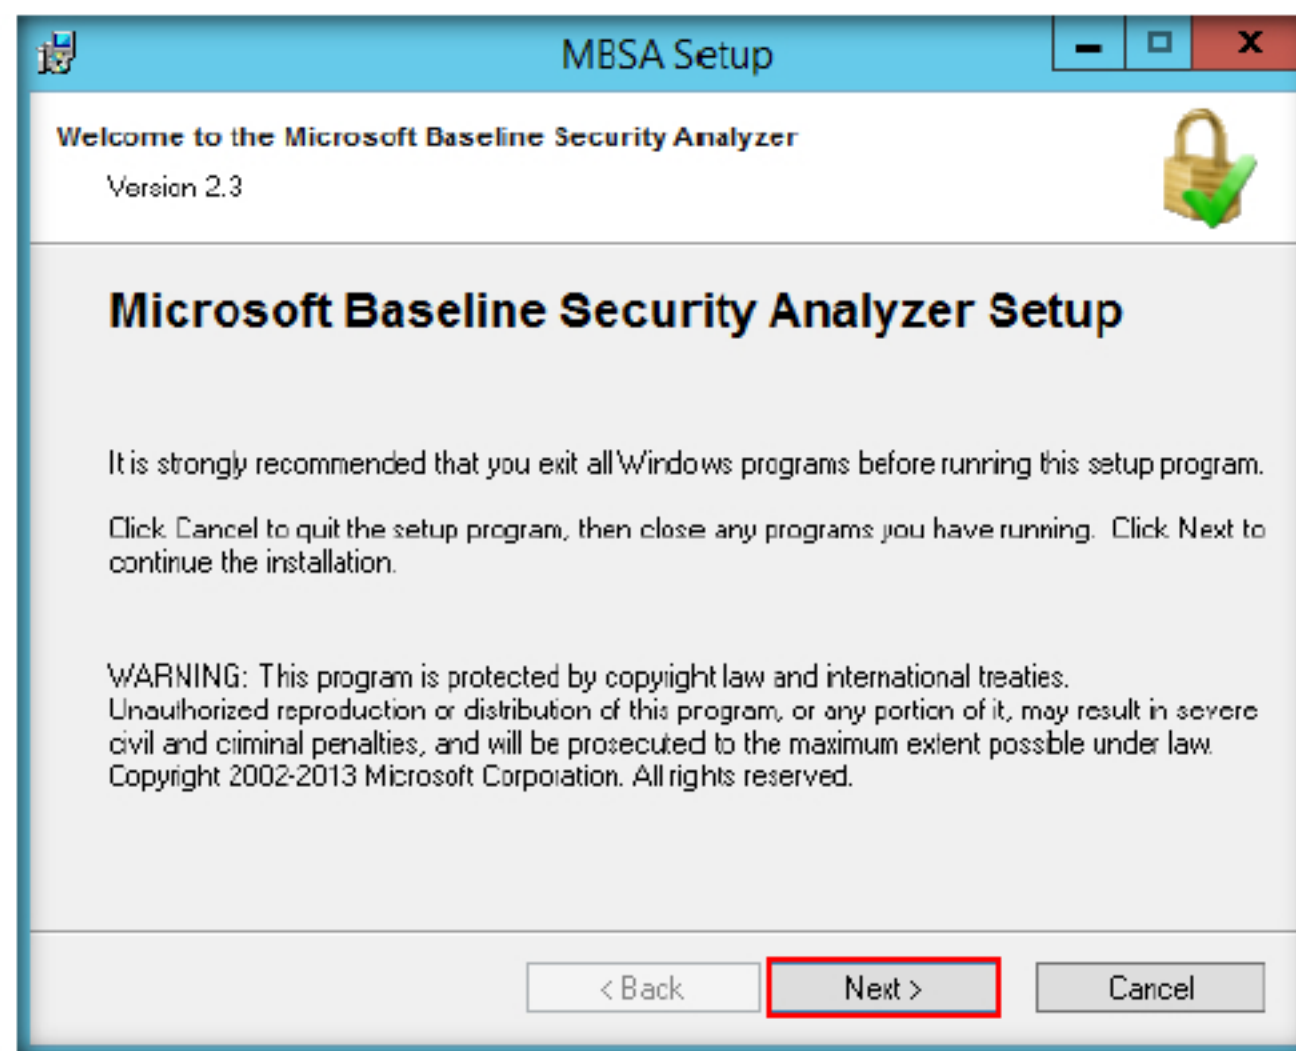 MBSA Setup
Welcome to the Microsoft Baseline Security Analyzer
Version 2.3
Microsoft Baseline Security Analyzer Setup
It is strongly recommended that you exit all Windows programs before running this setup program.
Click Cancel to quit the setup program, then close any programs you have running. Click Next to
continue the installation.
WARNING: This program is protected by copyright law and international treaties.
Unauthorized reproduction or distribution of this program, or any portion of it, may result in severe
civil and criminal penalties, and will be prosecuted to the maximum extent possible under law.
Copyright 2002-2013 Microsoft Corporation. All rights reserved.
< Back Next > Cancel